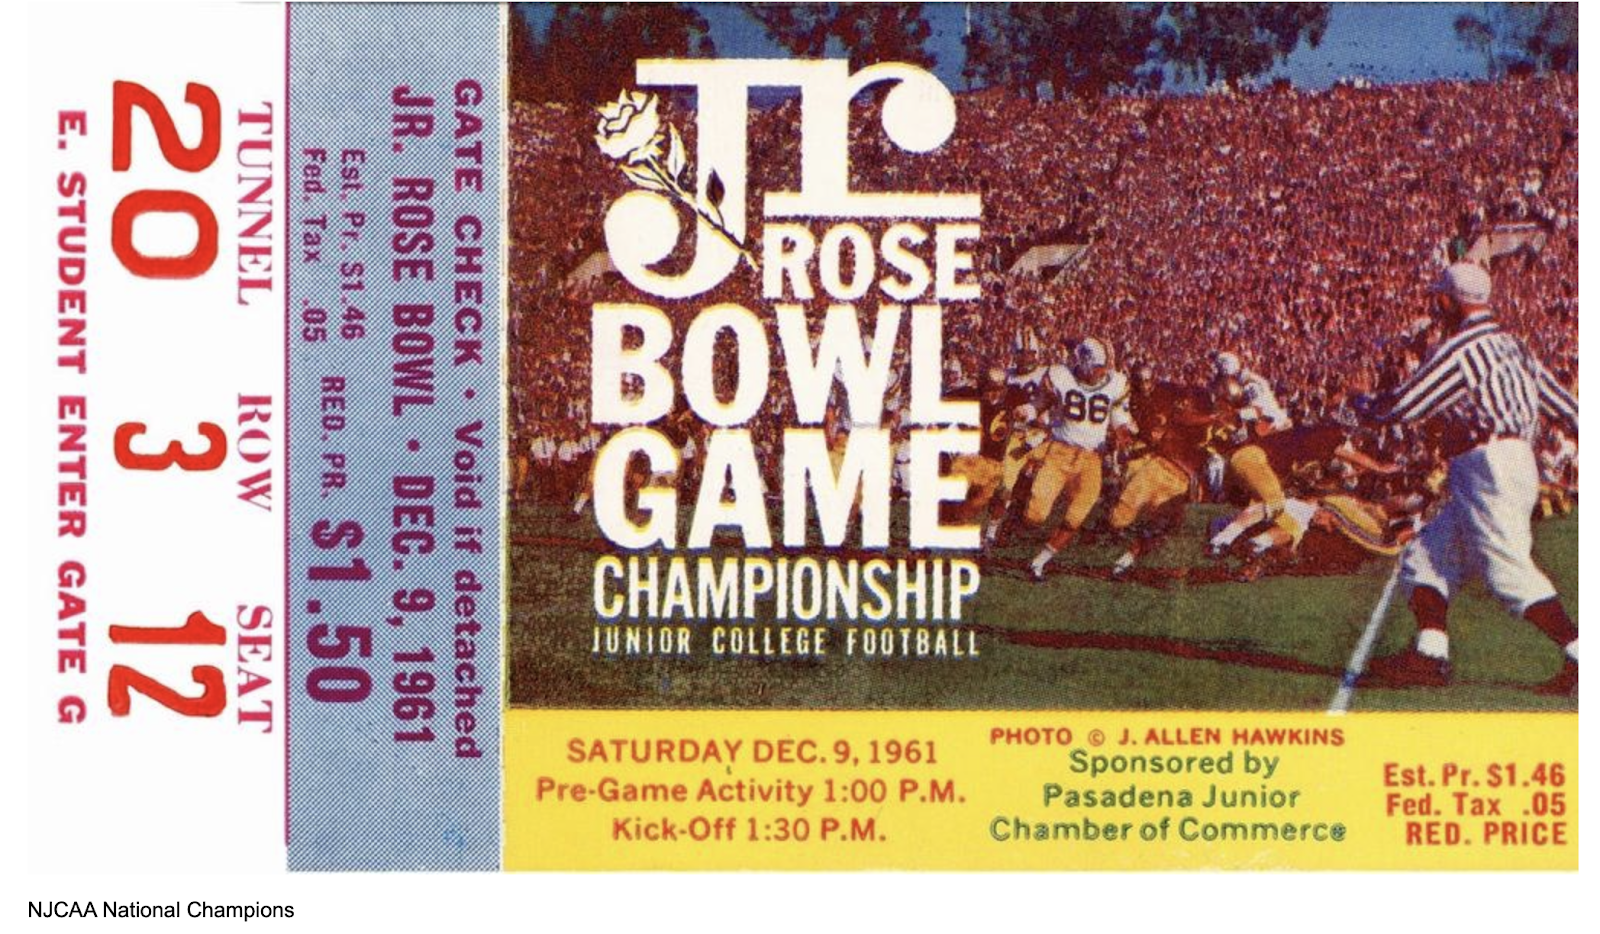 E. STUDENT ENTER GATE G
20 3 12
TUNNEL ROW SEAT
GATE CHECK • Void if detached
JR. ROSE BOWL • DEC. 9, 1961
Est. Pr. $1.46
Fed. Tax .05
RED. PR. $1.50
Jr
ROSE
BOWL
GAME
CHAMPIONSHIP
JUNIOR COLLEGE FOOTBALL
86
SATURDAY DEC. 9, 1961
Pre-Game Activity 1:00 P.M.
Kick-Off 1:30 P.M.
PHOTO © J. ALLEN HAWKINS
Sponsored by
Pasadena Junior
Chamber of Commerce
Est. Pr. $1.46
Fed. Tax .05
RED. PRICE
NJCAA National Champions